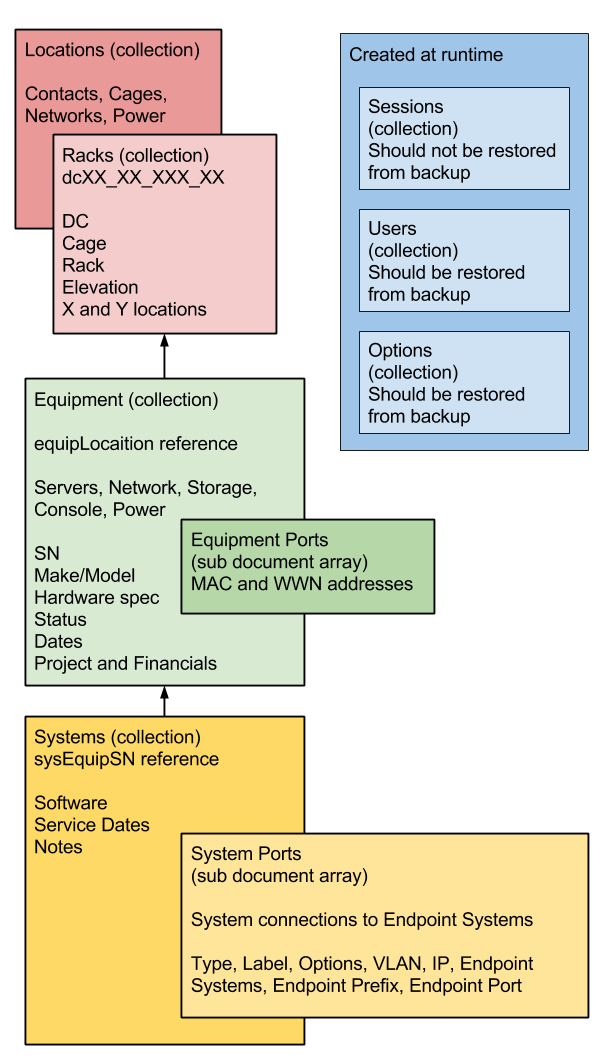 Locations (collection)
Contacts, Cages,
Networks, Power
Racks (collection)
dcXX_XX_XXX_XX
DC
Cage
Rack
Elevation
X and Y locations
Created at runtime
Sessions
(collection)
Should not be restored
from backup
Users
(collection)
Should be restored
from backup
Options
(collection)
Should be restored
from backup
Equipment (collection)
equipLocaition reference
Servers, Network, Storage,
Console, Power
SN
Make/Model
Hardware spec
Status
Dates
Project and Financials
Equipment Ports
(sub document array)
MAC and WWN addresses
Systems (collection)
sysEquipSN reference
Software
Service Dates
Notes
System Ports
(sub document array)
System connections to Endpoint Systems
Type, Label, Options, VLAN, IP, Endpoint
Systems, Endpoint Prefix, Endpoint Port